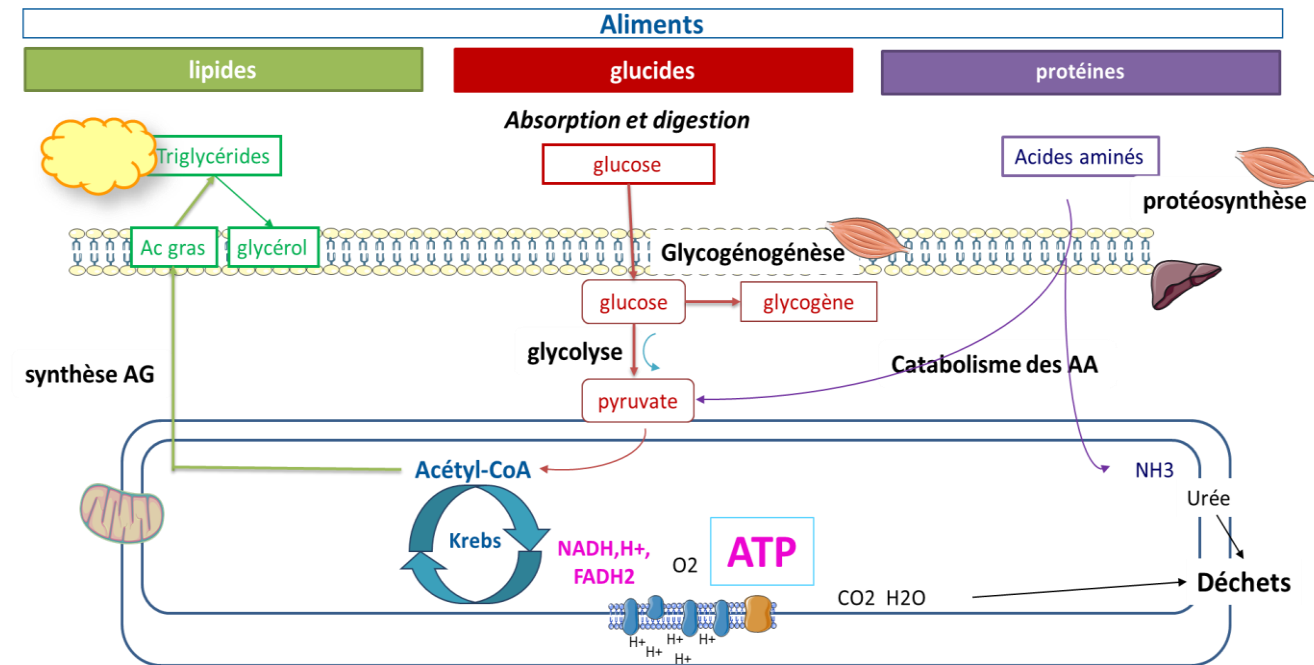 Aliments
lipides
glucides
protéines
Absorption et digestion
Triglycérides
glucose
Acides aminés
protéosynthèse
Ac gras
glycérol
Glycogénogénèse
glucose
glycogène
glycolyse
synthèse AG
Catabolisme des AA
pyruvate
Acétyl-CoA
NH3
Urée
Krebs
NADH,H+,
FADH2
O2
ATP
Déchets
CO2 H2O
H+
H+
H+
H+
H+